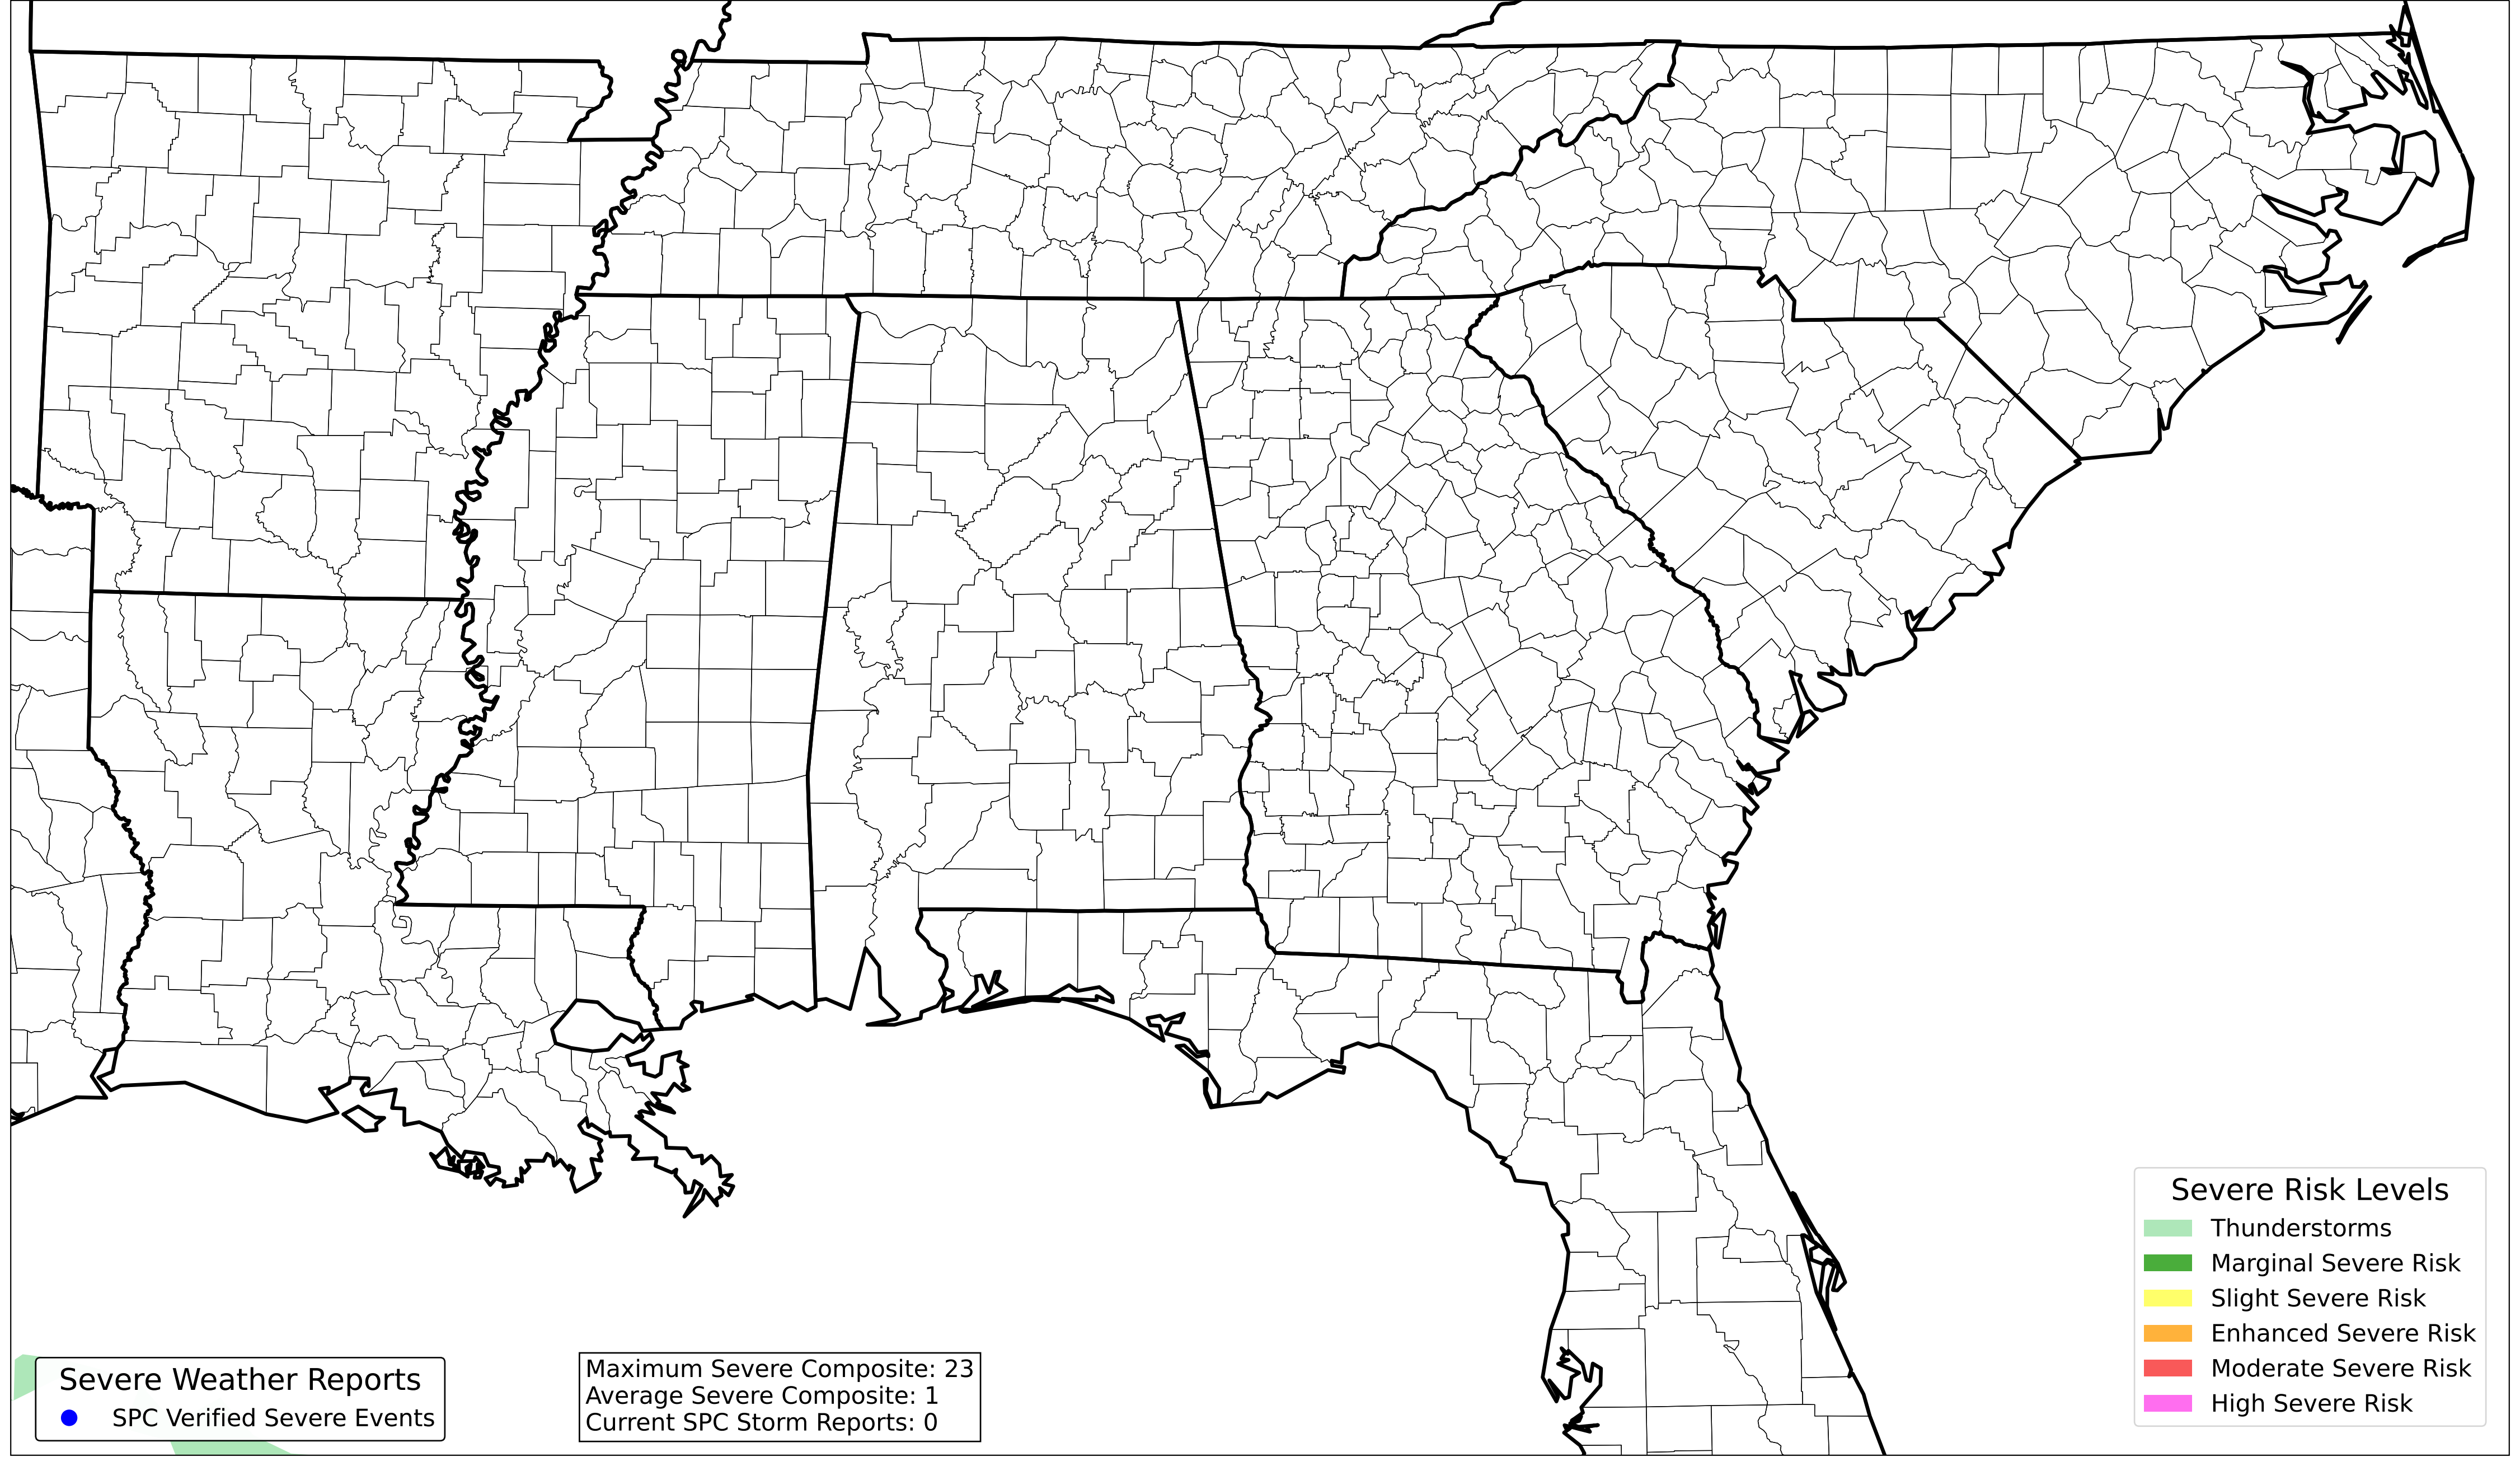 Severe Risk Levels
Thunderstorms
Marginal Severe Risk
Slight Severe Risk
Enhanced Severe Risk
Moderate Severe Risk
High Severe Risk
Severe Weather Reports
SPC Verified Severe Events
Maximum Severe Composite: 23
Average Severe Composite: 1
Current SPC Storm Reports: 0